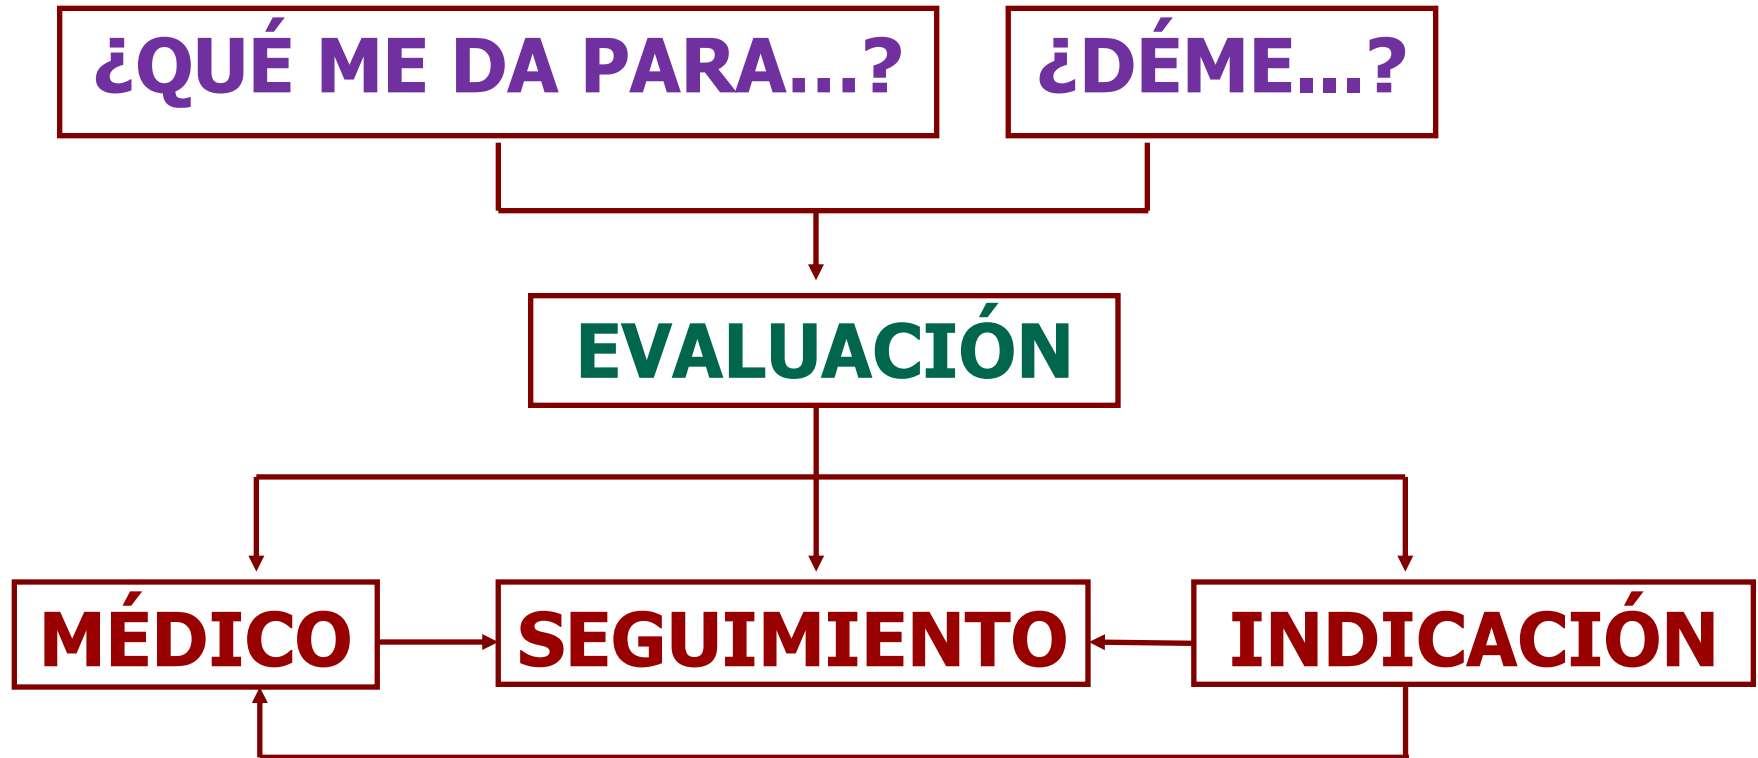 ¿QUÉ ME DA PARA...?
¿DÉME...?
EVALUACIÓN
MÉDICO
SEGUIMIENTO
INDICACIÓN